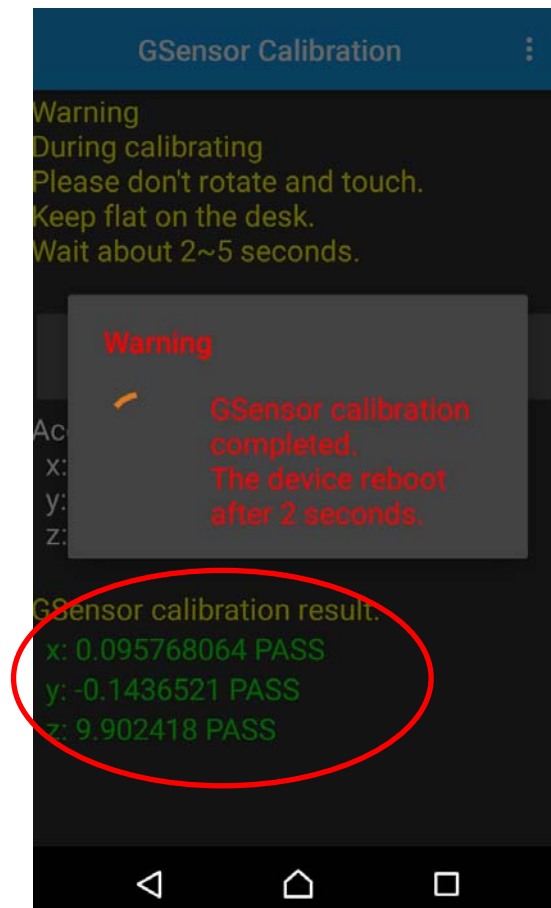 GSensor Calibration
Warning
During calibrating
Please don't rotate and touch.
Keep flat on the desk.
Wait about 2~5 seconds.
Warning
GSensor calibration
completed.
The device reboot
after 2 seconds.
Ac
x:
y:
z:
GSensor calibration result:
x: 0.095768064 PASS
y: -0.1436521 PASS
z: 9.902418 PASS